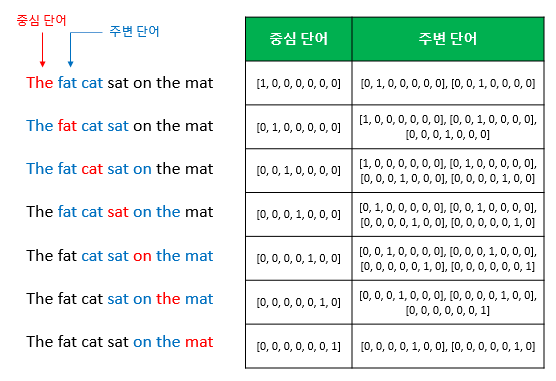 중심 단어
주변 단어
The fat cat sat on the mat
The fat cat sat on the mat
The fat cat sat on the mat
The fat cat sat on the mat
The fat cat sat on the mat
The fat cat sat on the mat
The fat cat sat on the mat
중심 단어 주변 단어
[1, 0, 0, 0, 0, 0, 0] [0, 1, 0, 0, 0, 0, 0], [0, 0, 1, 0, 0, 0, 0]
[0, 1, 0, 0, 0, 0, 0] [1, 0, 0, 0, 0, 0, 0], [0, 0, 1, 0, 0, 0, 0],
[0, 0, 0, 1, 0, 0, 0]
[0, 0, 1, 0, 0, 0, 0] [1, 0, 0, 0, 0, 0, 0], [0, 1, 0, 0, 0, 0, 0],
[0, 0, 0, 1, 0, 0, 0], [0, 0, 0, 0, 1, 0, 0]
[0, 0, 0, 1, 0, 0, 0] [0, 1, 0, 0, 0, 0, 0], [0, 0, 1, 0, 0, 0, 0],
[0, 0, 0, 0, 1, 0, 0], [0, 0, 0, 0, 0, 1, 0]
[0, 0, 0, 0, 1, 0, 0] [0, 0, 1, 0, 0, 0, 0], [0, 0, 0, 1, 0, 0, 0],
[0, 0, 0, 0, 0, 1, 0], [0, 0, 0, 0, 0, 0, 1]
[0, 0, 0, 0, 0, 1, 0] [0, 0, 0, 1, 0, 0, 0], [0, 0, 0, 0, 1, 0, 0],
[0, 0, 0, 0, 0, 0, 1]
[0, 0, 0, 0, 0, 0, 1] [0, 0, 0, 0, 1, 0, 0], [0, 0, 0, 0, 0, 1, 0]